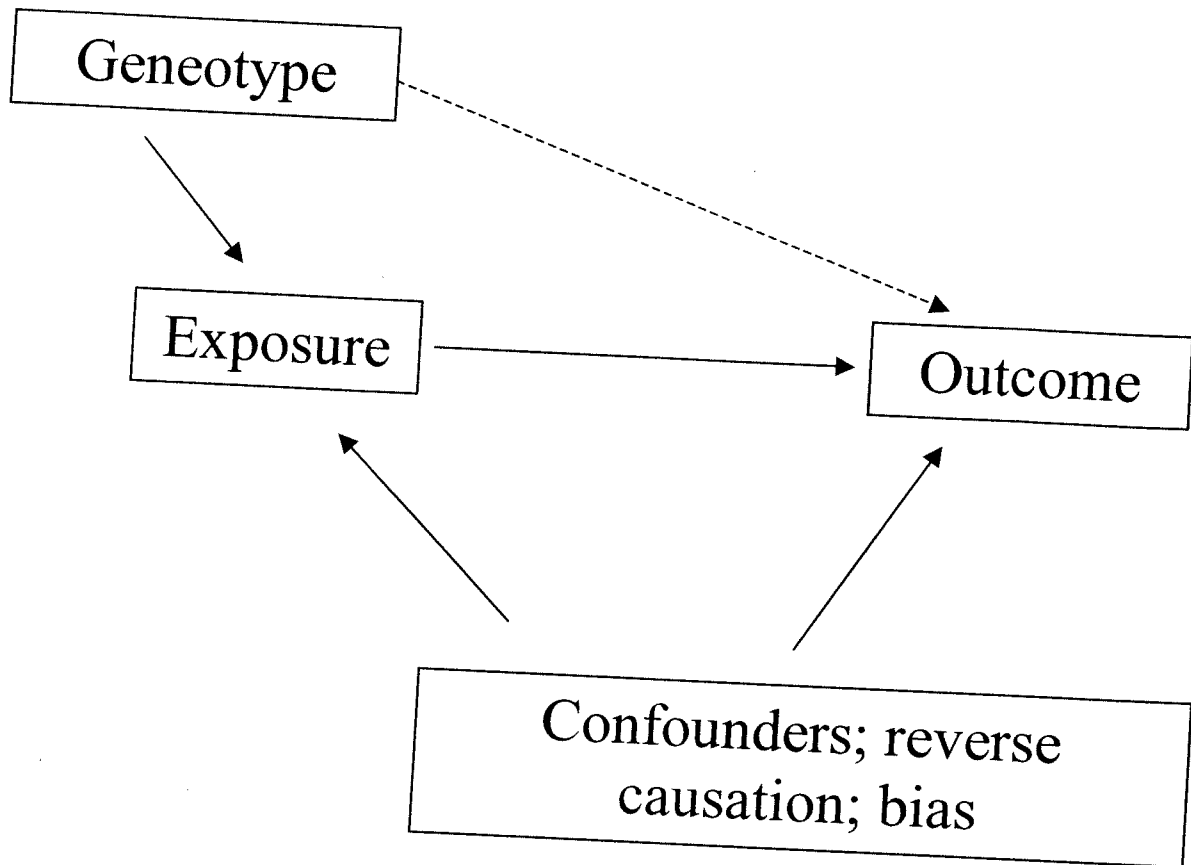 Geneotype
Exposure
Outcome
Confounders; reverse
causation; bias